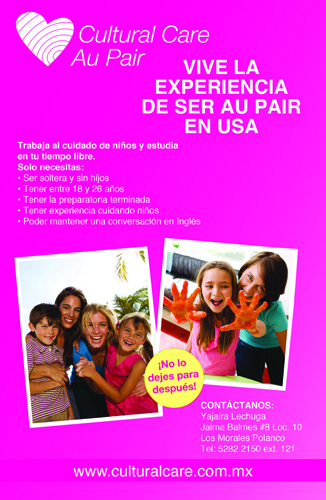 Cultural Care
Au Pair
VIVE LA
EXPERIENCIA
DE SER AU PAIR
EN USA
Trabaja al cuidado de niños y estudia
en tu tiempo libre.
Solo necesitas:
• Ser soltera y sin hijos
• Tener entre 18 y 26 años
• Tener la preparatoria terminada
• Tener experiencia cuidando niños
• Poder mantener una conversación en Inglés
¡No lo
dejes para
después!
CONTÁCTANOS:
Yajaira Lechuga
Jaima Balmes #8 Loc. 10
Los Morales Polanco
Tel: 5282 2150 ext. 121
www.culturalcare.com.mx